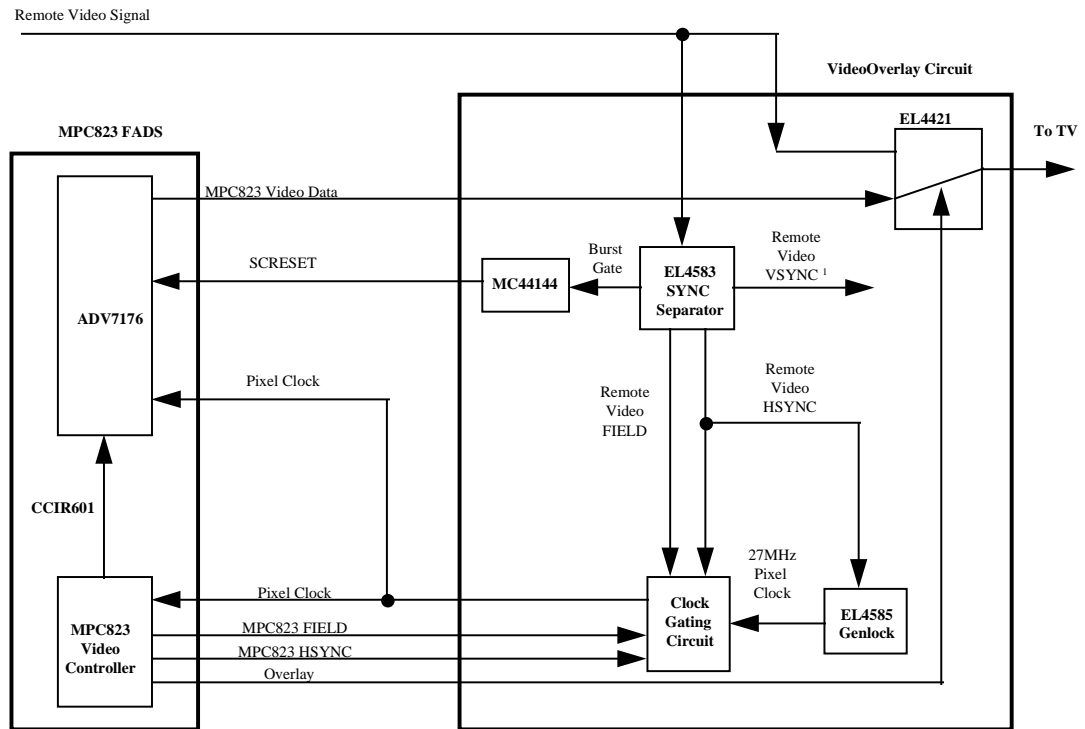 Remote Video Signal
VideoOverlay Circuit
MPC823 FADS
EL4421
To TV
MPC823 Video Data
SCRESET
MC44144
Burst
Gate
EL4583
SYNC
Separator
Remote
Video
VSYNC 1
ADV7176
Pixel Clock
Remote
Video
FIELD
Remote
Video
HSYNC
CCIR601
27MHz
Pixel
Clock
Pixel Clock
MPC823 FIELD
MPC823 HSYNC
Overlay
MPC823
Video
Controller
Clock
Gating
Circuit
EL4585
Genlock